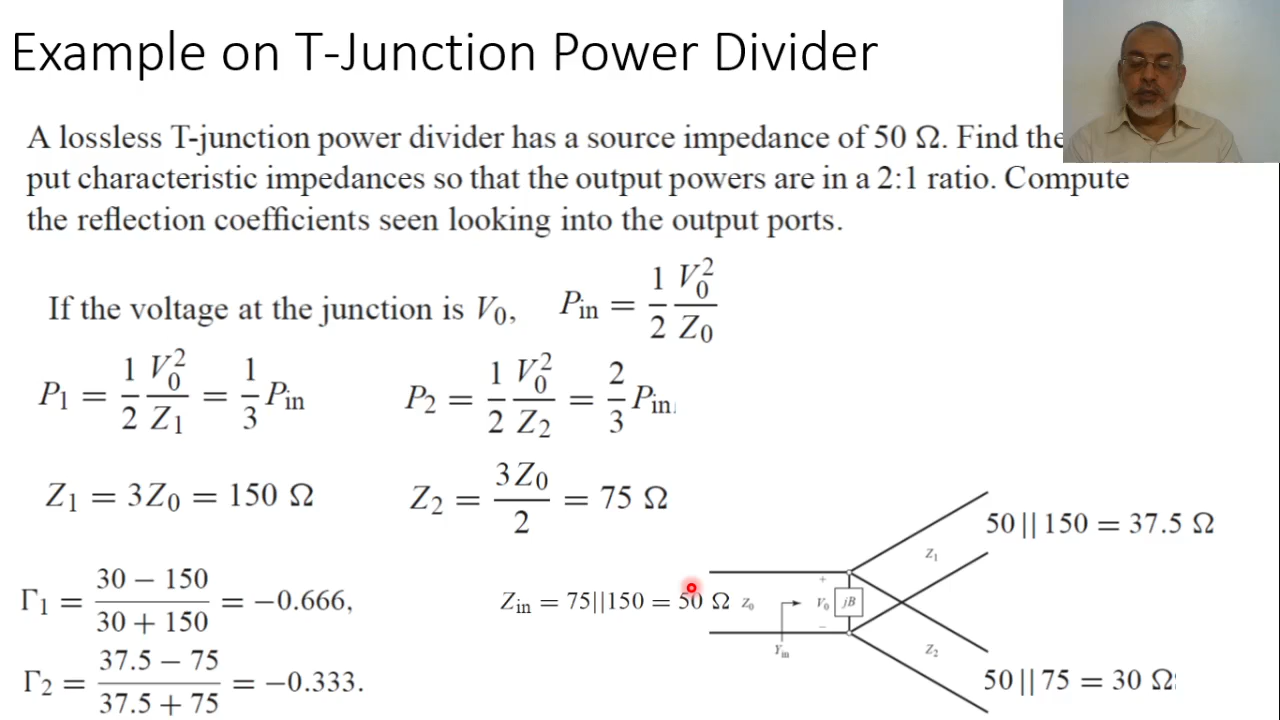 Example on T-Junction Power Divider
A lossless T-junction power divider has a source impedance of 50 Ω. Find the
put characteristic impedances so that the output powers are in a 2:1 ratio. Compute
the reflection coefficients seen looking into the output ports.
If the voltage at the junction is V₀, P_in = 1/2 V₀²/Z₀
P₁ = 1/2 V₀²/Z₁ = 1/3 P_in P₂ = 1/2 V₀²/Z₂ = 2/3 P_in
Z₁ = 3Z₀ = 150 Ω Z₂ = 3Z₀/2 = 75 Ω
50||150 = 37.5 Ω
Z₁
Γ₁ = (30 − 150)/(30 + 150) = −0.666, Z_in = 75||150 = 50 Ω Z₀ + V₀ − jB
Y_in Z₂
Γ₂ = (37.5 − 75)/(37.5 + 75) = −0.333. 50||75 = 30 Ω